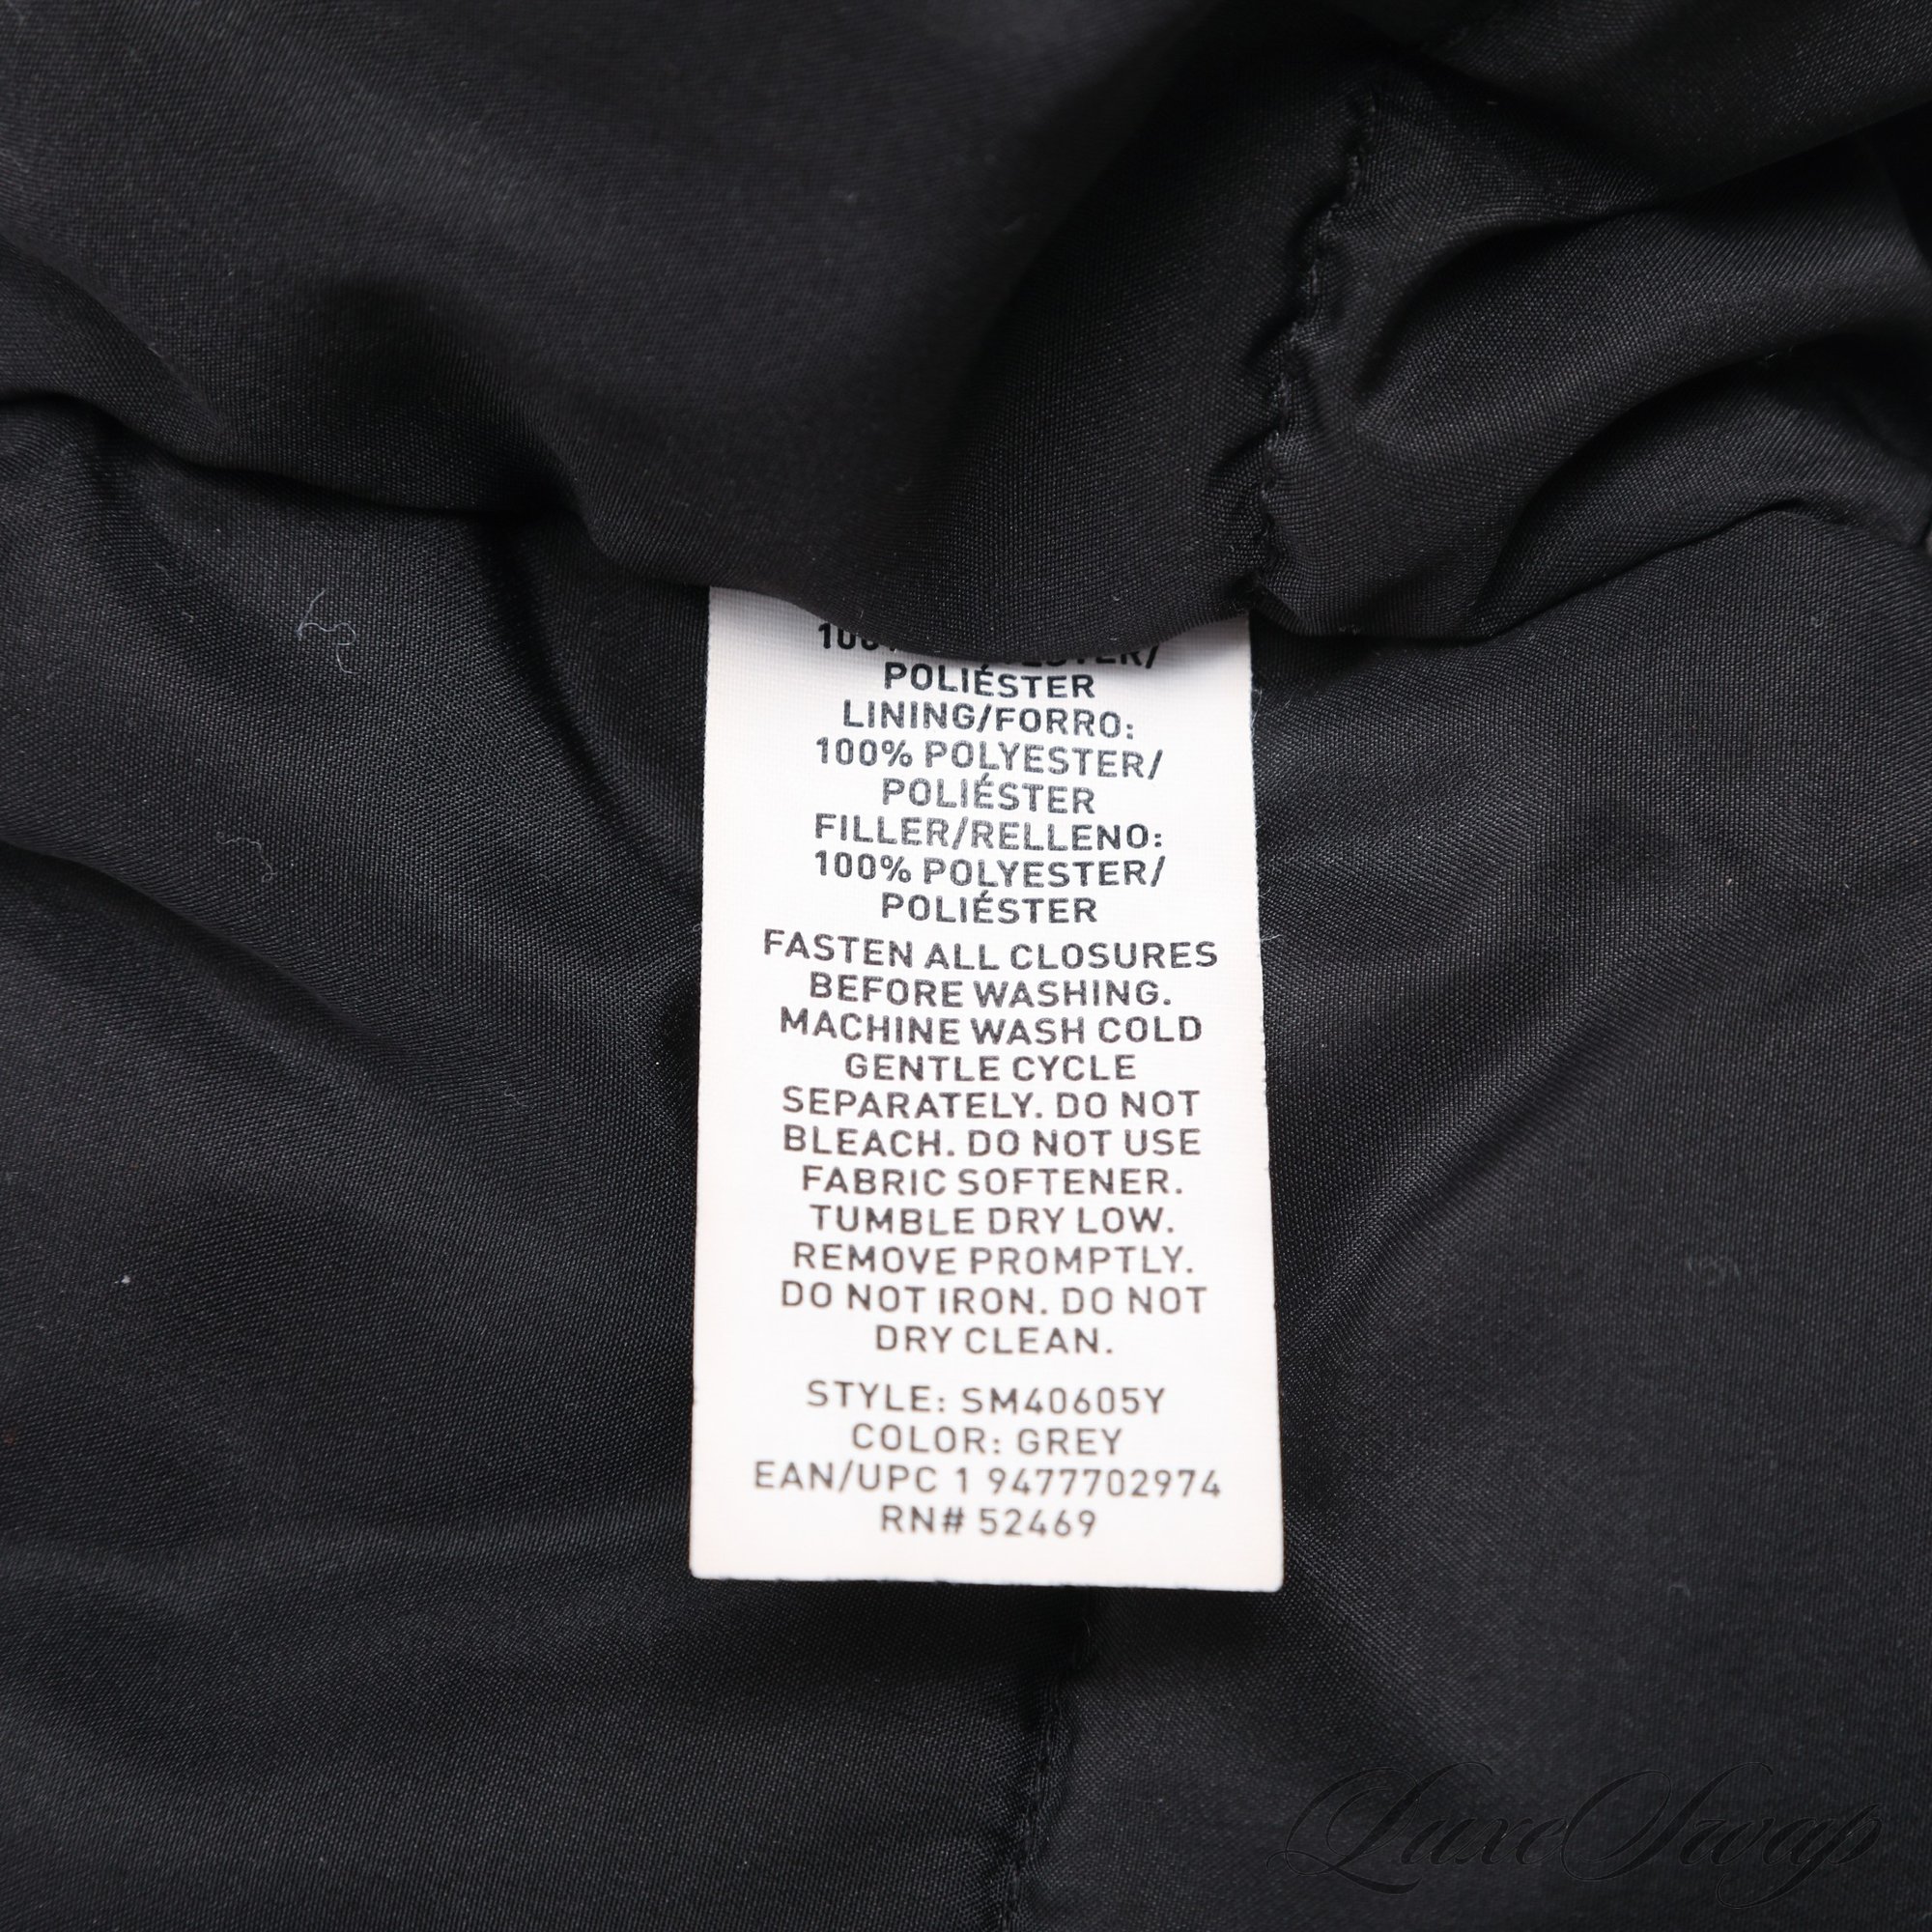 POLIÉSTER
LINING/FORRO:
100% POLYESTER/
POLIÉSTER
FILLER/RELLENO:
100% POLYESTER/
POLIÉSTER
FASTEN ALL CLOSURES
BEFORE WASHING.
MACHINE WASH COLD
GENTLE CYCLE
SEPARATELY. DO NOT
BLEACH. DO NOT USE
FABRIC SOFTENER.
TUMBLE DRY LOW.
REMOVE PROMPTLY.
DO NOT IRON. DO NOT
DRY CLEAN.
STYLE: SM40605Y
COLOR: GREY
EAN/UPC 1 9477702974
RN# 52469
LuxeSwap